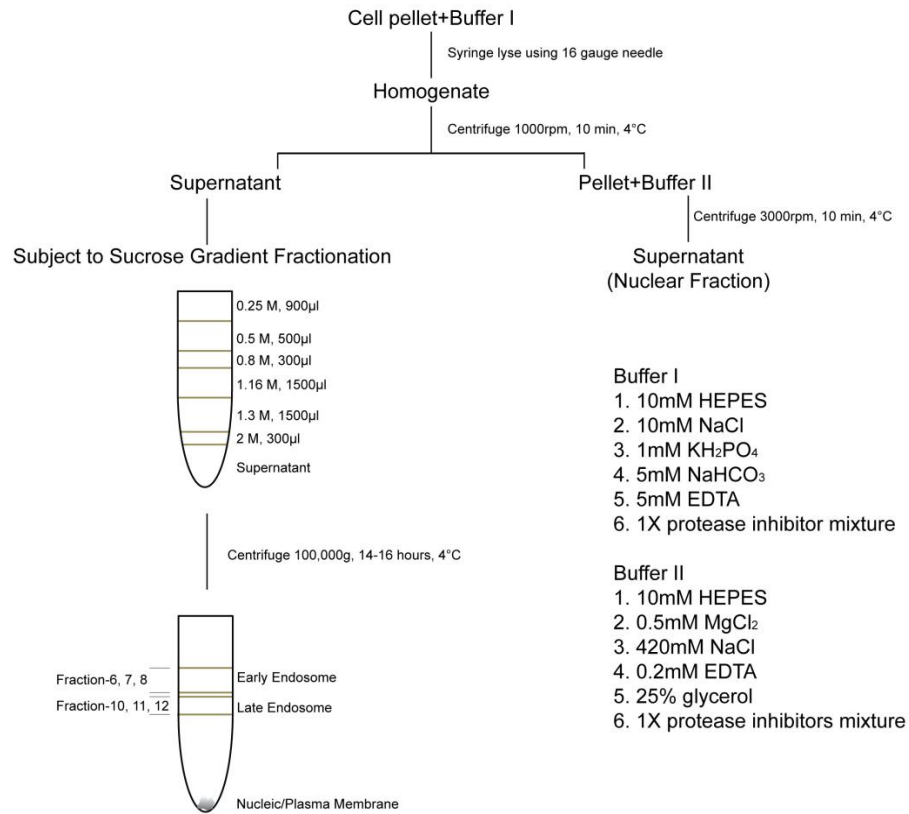 Cell pellet+Buffer I
Syringe lyse using 16 gauge needle
Homogenate
Centrifuge 1000rpm, 10 min, 4°C
Supernatant
Pellet+Buffer II
Centrifuge 3000rpm, 10 min, 4°C
Subject to Sucrose Gradient Fractionation
Supernatant
(Nuclear Fraction)
0.25 M, 900µl
0.5 M, 500µl
0.8 M, 300µl
1.16 M, 1500µl
1.3 M, 1500µl
2 M, 300µl
Supernatant
Centrifuge 100,000g, 14-16 hours, 4°C
Fraction-6, 7, 8
Early Endosome
Fraction-10, 11, 12
Late Endosome
Nucleic/Plasma Membrane
Buffer I
1. 10mM HEPES
2. 10mM NaCl
3. 1mM KH₂PO₄
4. 5mM NaHCO₃
5. 5mM EDTA
6. 1X protease inhibitor mixture
Buffer II
1. 10mM HEPES
2. 0.5mM MgCl₂
3. 420mM NaCl
4. 0.2mM EDTA
5. 25% glycerol
6. 1X protease inhibitors mixture